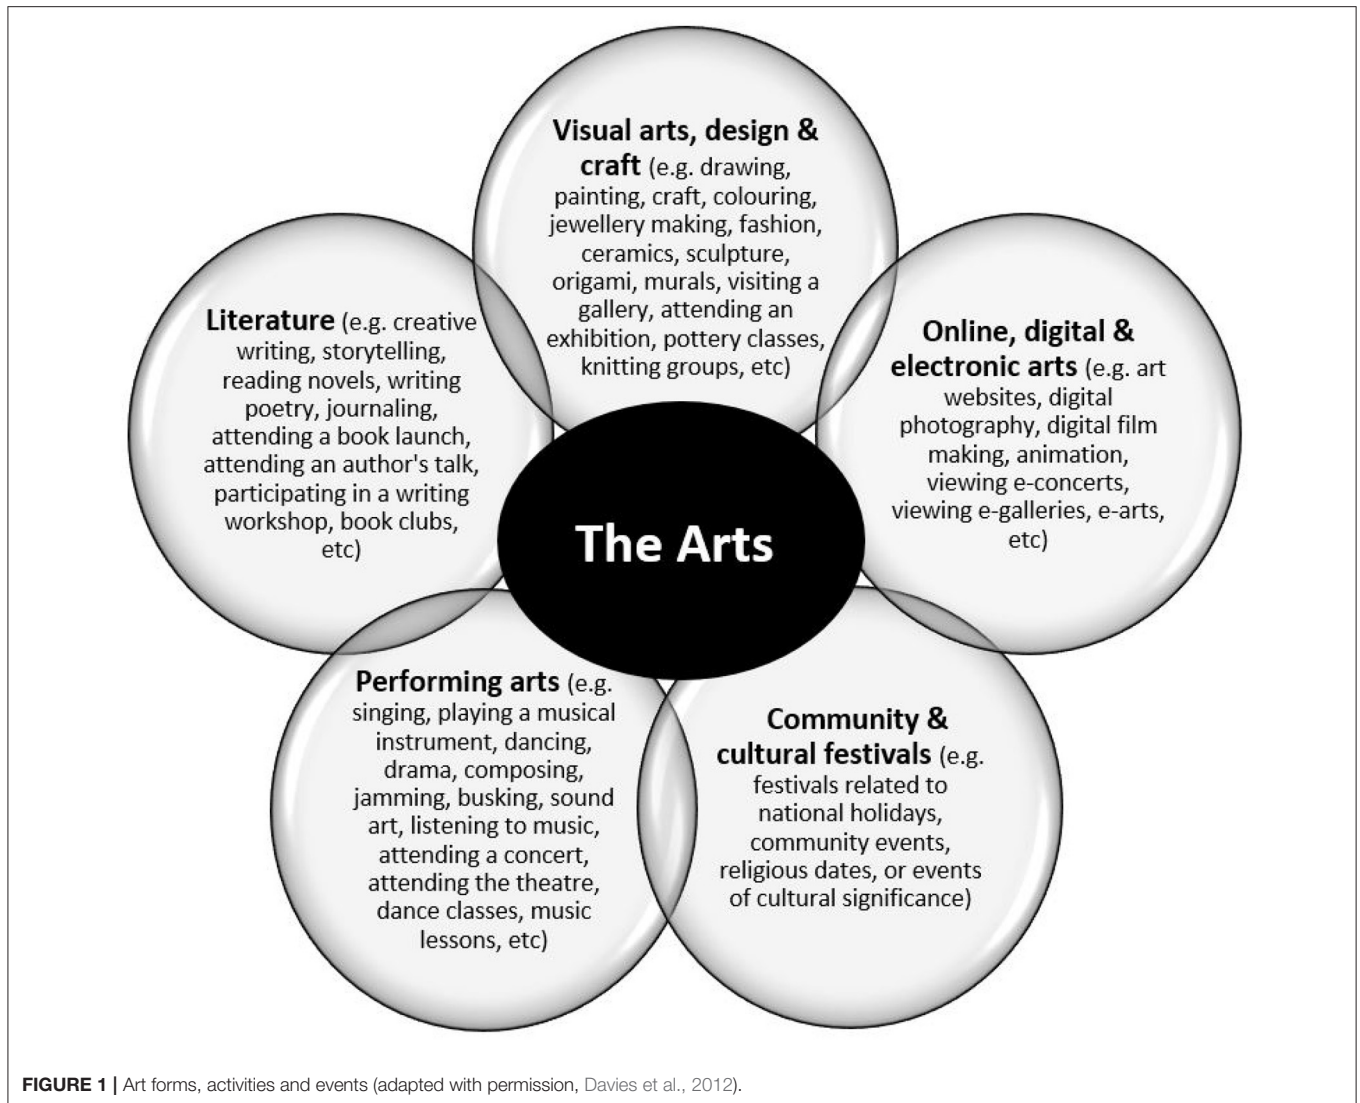 Visual arts, design &
craft (e.g. drawing,
painting, craft, colouring,
jewellery making, fashion,
ceramics, sculpture,
origami, murals, visiting a
gallery, attending an
exhibition, pottery classes,
knitting groups, etc)
Literature (e.g. creative
writing, storytelling,
reading novels, writing
poetry, journaling,
attending a book launch,
attending an author's talk,
participating in a writing
workshop, book clubs,
etc)
Online, digital &
electronic arts (e.g. art
websites, digital
photography, digital film
making, animation,
viewing e-concerts,
viewing e-galleries, e-arts,
etc)
The Arts
Performing arts (e.g.
singing, playing a musical
instrument, dancing,
drama, composing,
jamming, busking, sound
art, listening to music,
attending a concert,
attending the theatre,
dance classes, music
lessons, etc)
Community &
cultural festivals (e.g.
festivals related to
national holidays,
community events,
religious dates, or events
of cultural significance)
FIGURE 1 | Art forms, activities and events (adapted with permission, Davies et al., 2012).